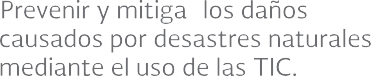 Prevenir y mitiga los daños
causados por desastres naturales
mediante el uso de las TIC.